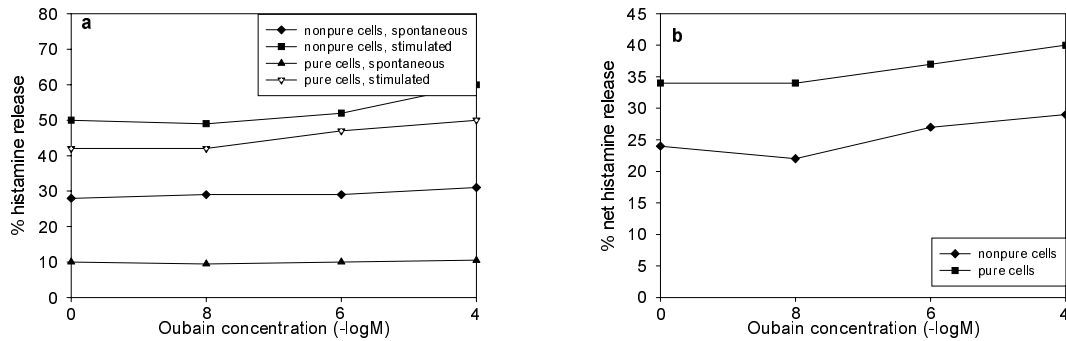 a
% histamine release
80
70
60
50
40
30
20
10
0
nonpure cells, spontaneous
nonpure cells, stimulated
pure cells, spontaneous
pure cells, stimulated
0 8 6 4
Oubain concentration (-logM)
b
% net histamine release
45
40
35
30
25
20
15
10
5
0
nonpure cells
pure cells
0 8 6 4
Oubain concentration (-logM)